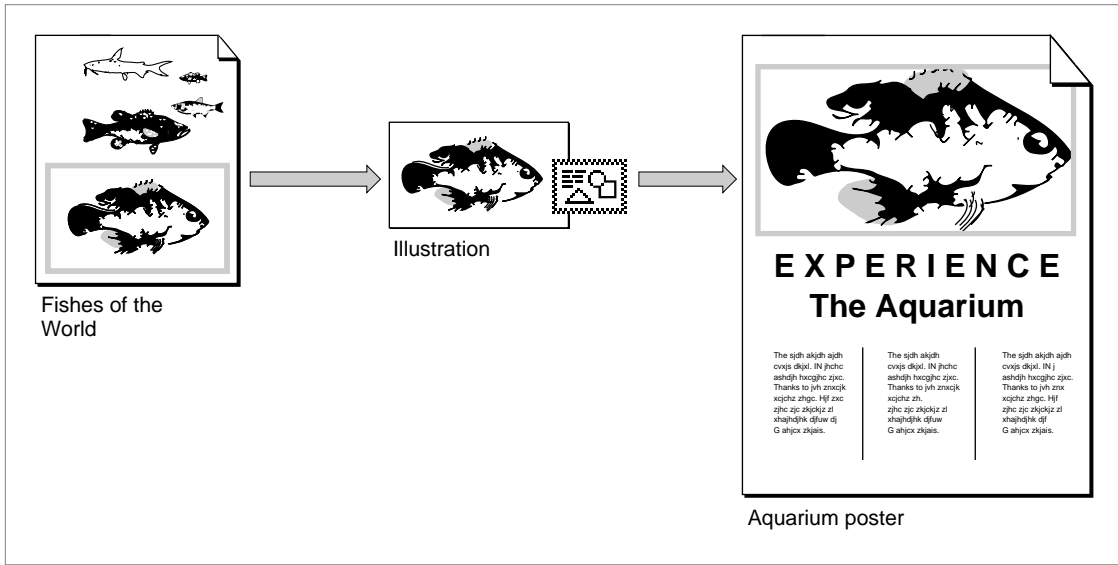 Fishes of the
World
Illustration
E X P E R I E N C E
The Aquarium
The sjdh akjdh ajdh
cvxjs dkjxl. IN jhchc
ashdjh hxcgjhc zjxc.
Thanks to jvh znxcjk
xcjchz zhgc. Hjf zxc
zjhc zjc zkjckjz zl
xhajhdjhk djfuw dj
G ahjcx zkjais.
The sjdh akjdh
cvxjs dkjxl. IN jhchc
ashdjh hxcgjhc zjxc.
Thanks to jvh znxcjk
xcjchz zh.
zjhc zjc zkjckjz zl
xhajhdjhk djfuw
G ahjcx zkjais.
The sjdh akjdh ajdh
cvxjs dkjxl. IN j
ashdjh hxcgjhc zjxc.
Thanks to jvh znx
xcjchz zhgc. Hjf
zjhc zjc zkjckjz zl
xhajhdjhk djf
G ahjcx zkjais.
Aquarium poster